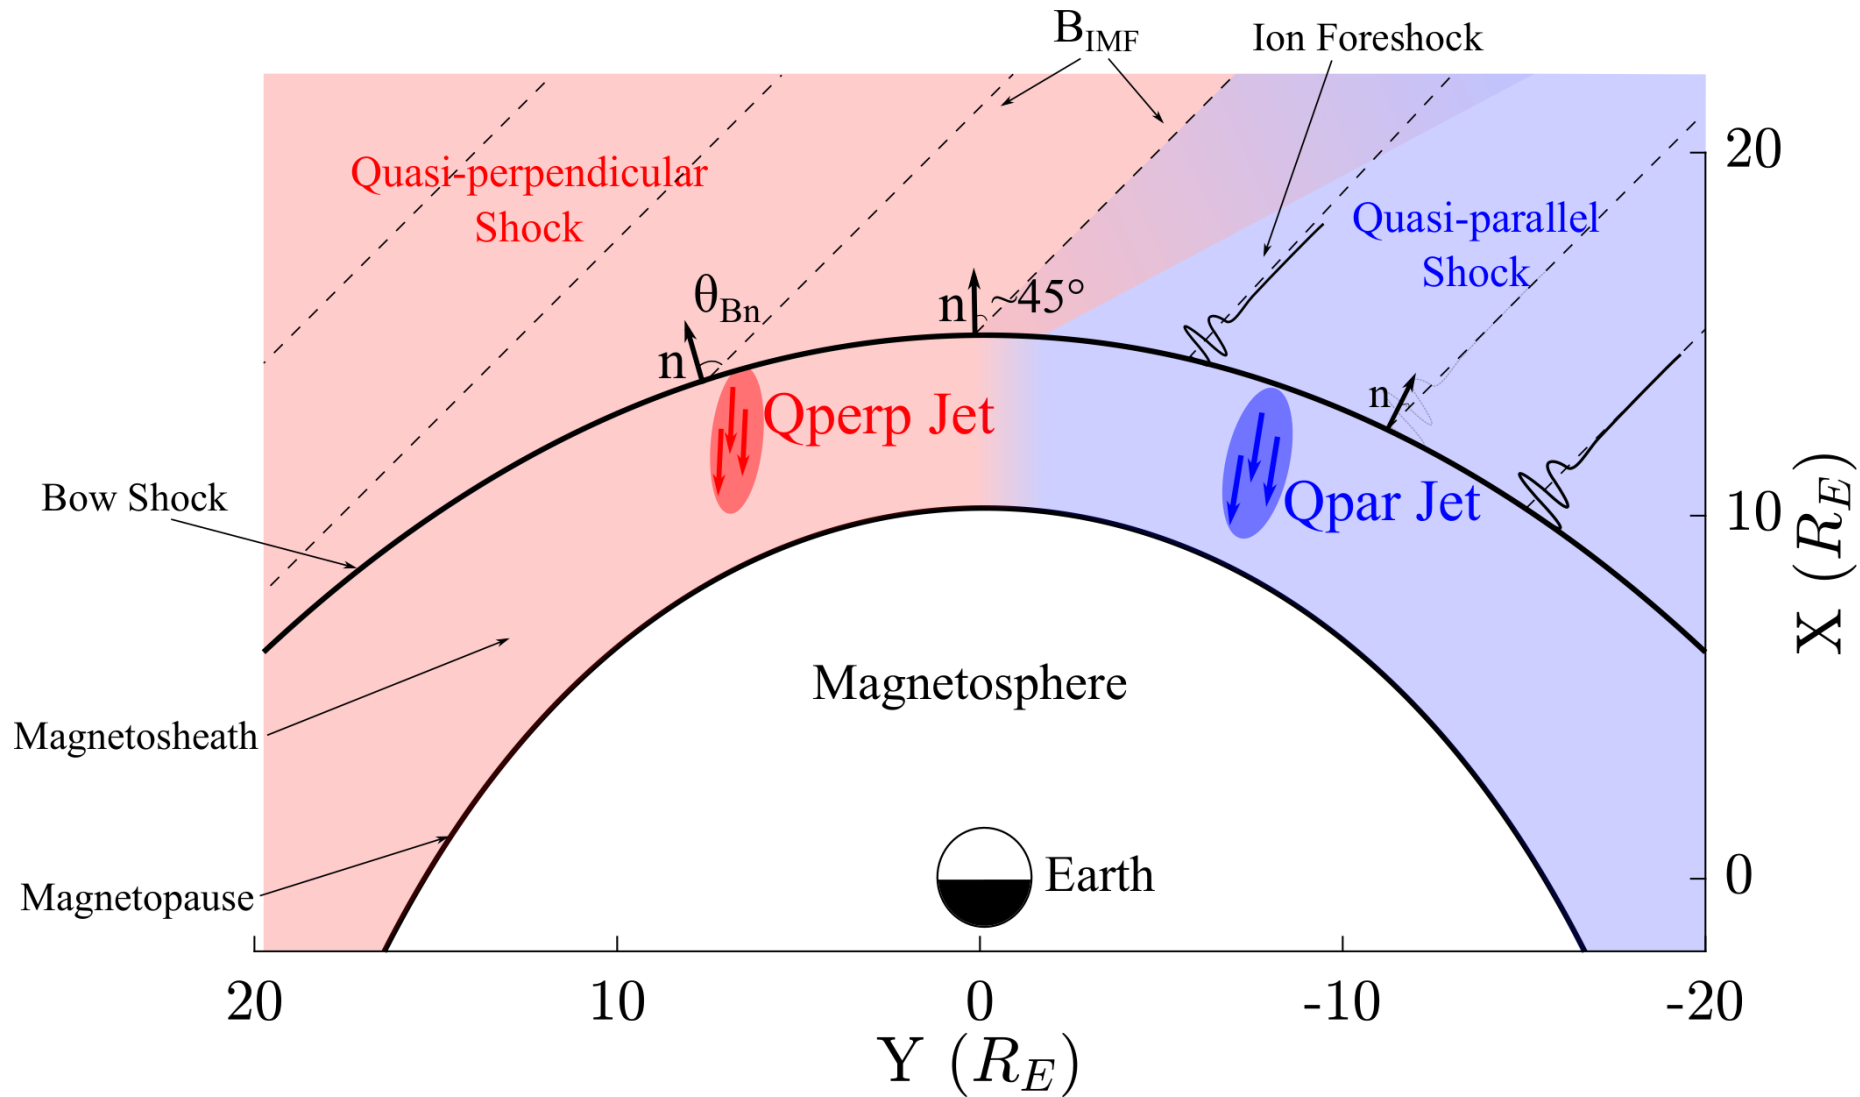 B_IMF
Ion Foreshock
20
Quasi-perpendicular
Shock
Quasi-parallel
Shock
θ_Bn
n
n
~45°
n
Qperp Jet
Qpar Jet
Bow Shock
10
X (R_E)
Magnetosphere
Magnetosheath
Earth
0
Magnetopause
20
10
0
-10
-20
Y (R_E)